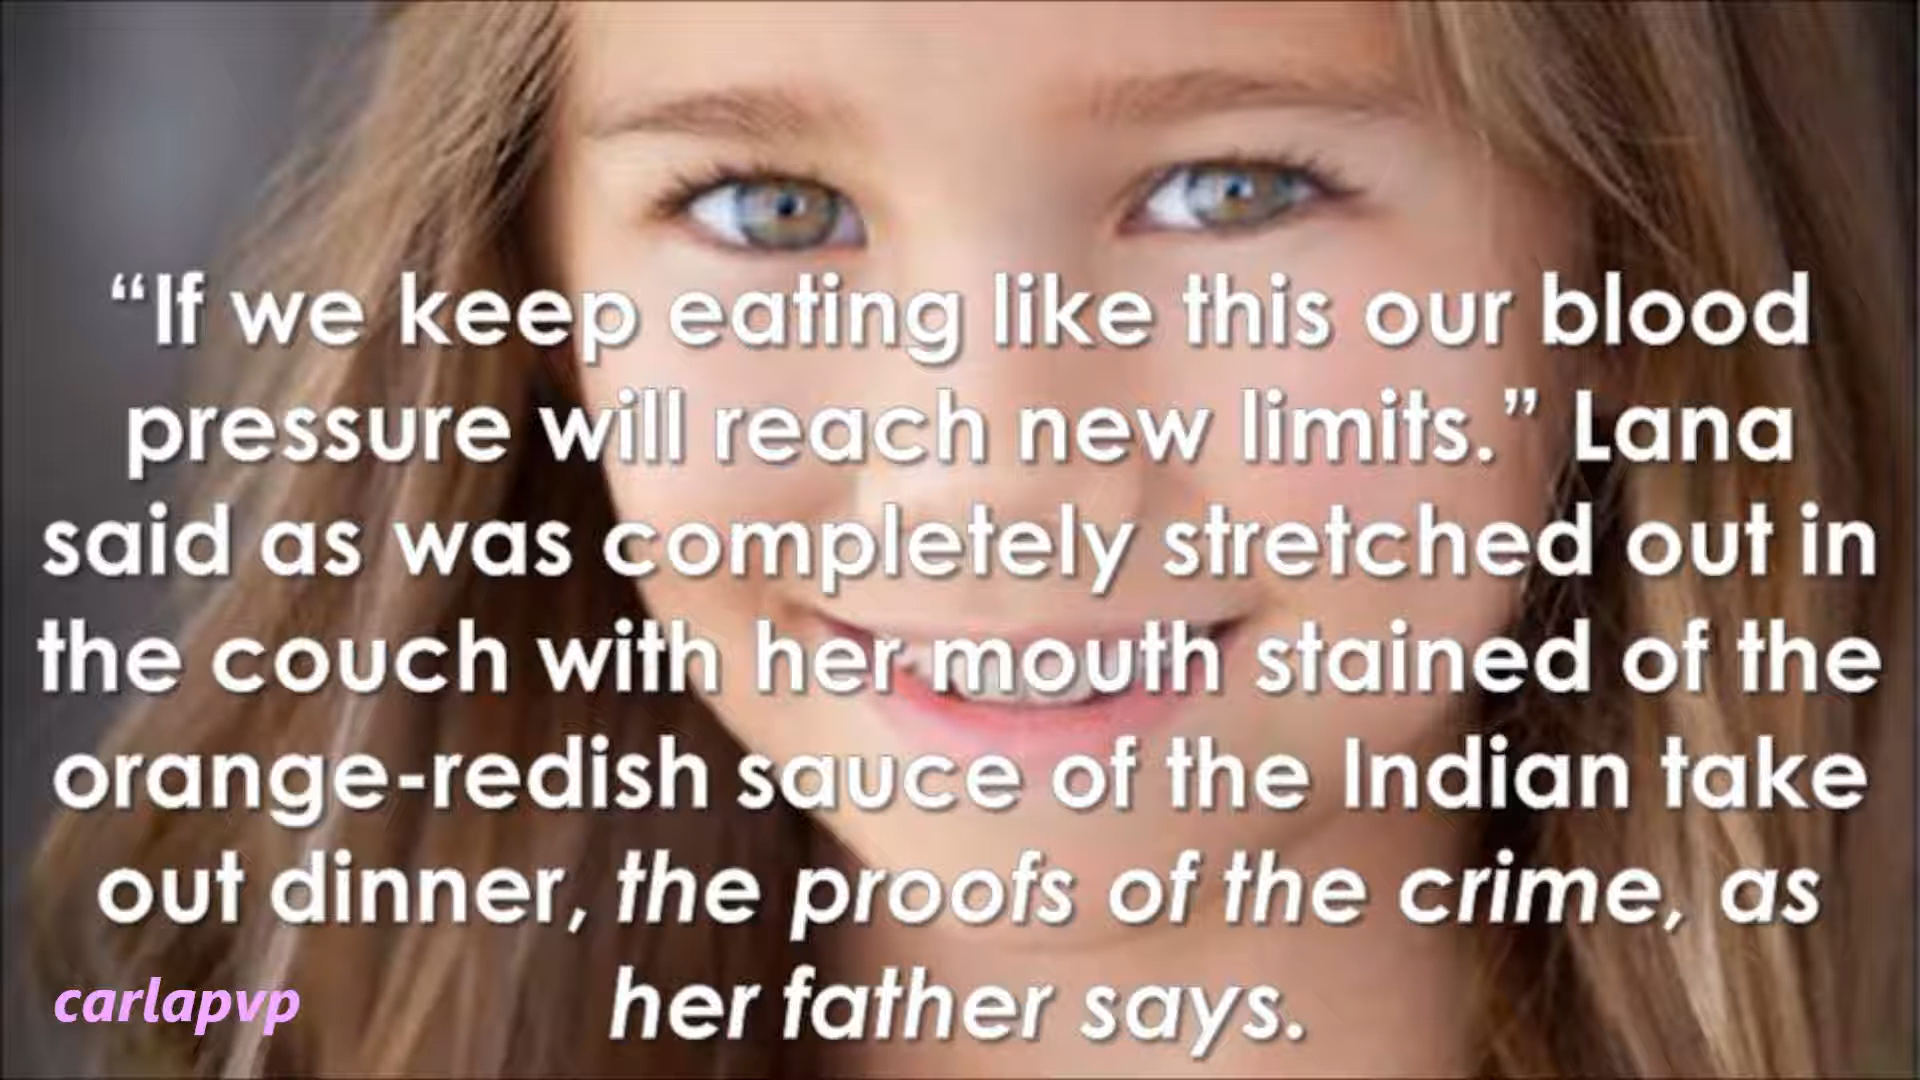 “If we keep eating like this our blood
pressure will reach new limits.” Lana
said as was completely stretched out in
the couch with her mouth stained of the
orange-redish sauce of the Indian take
out dinner, the proofs of the crime, as
her father says.
carlapvp